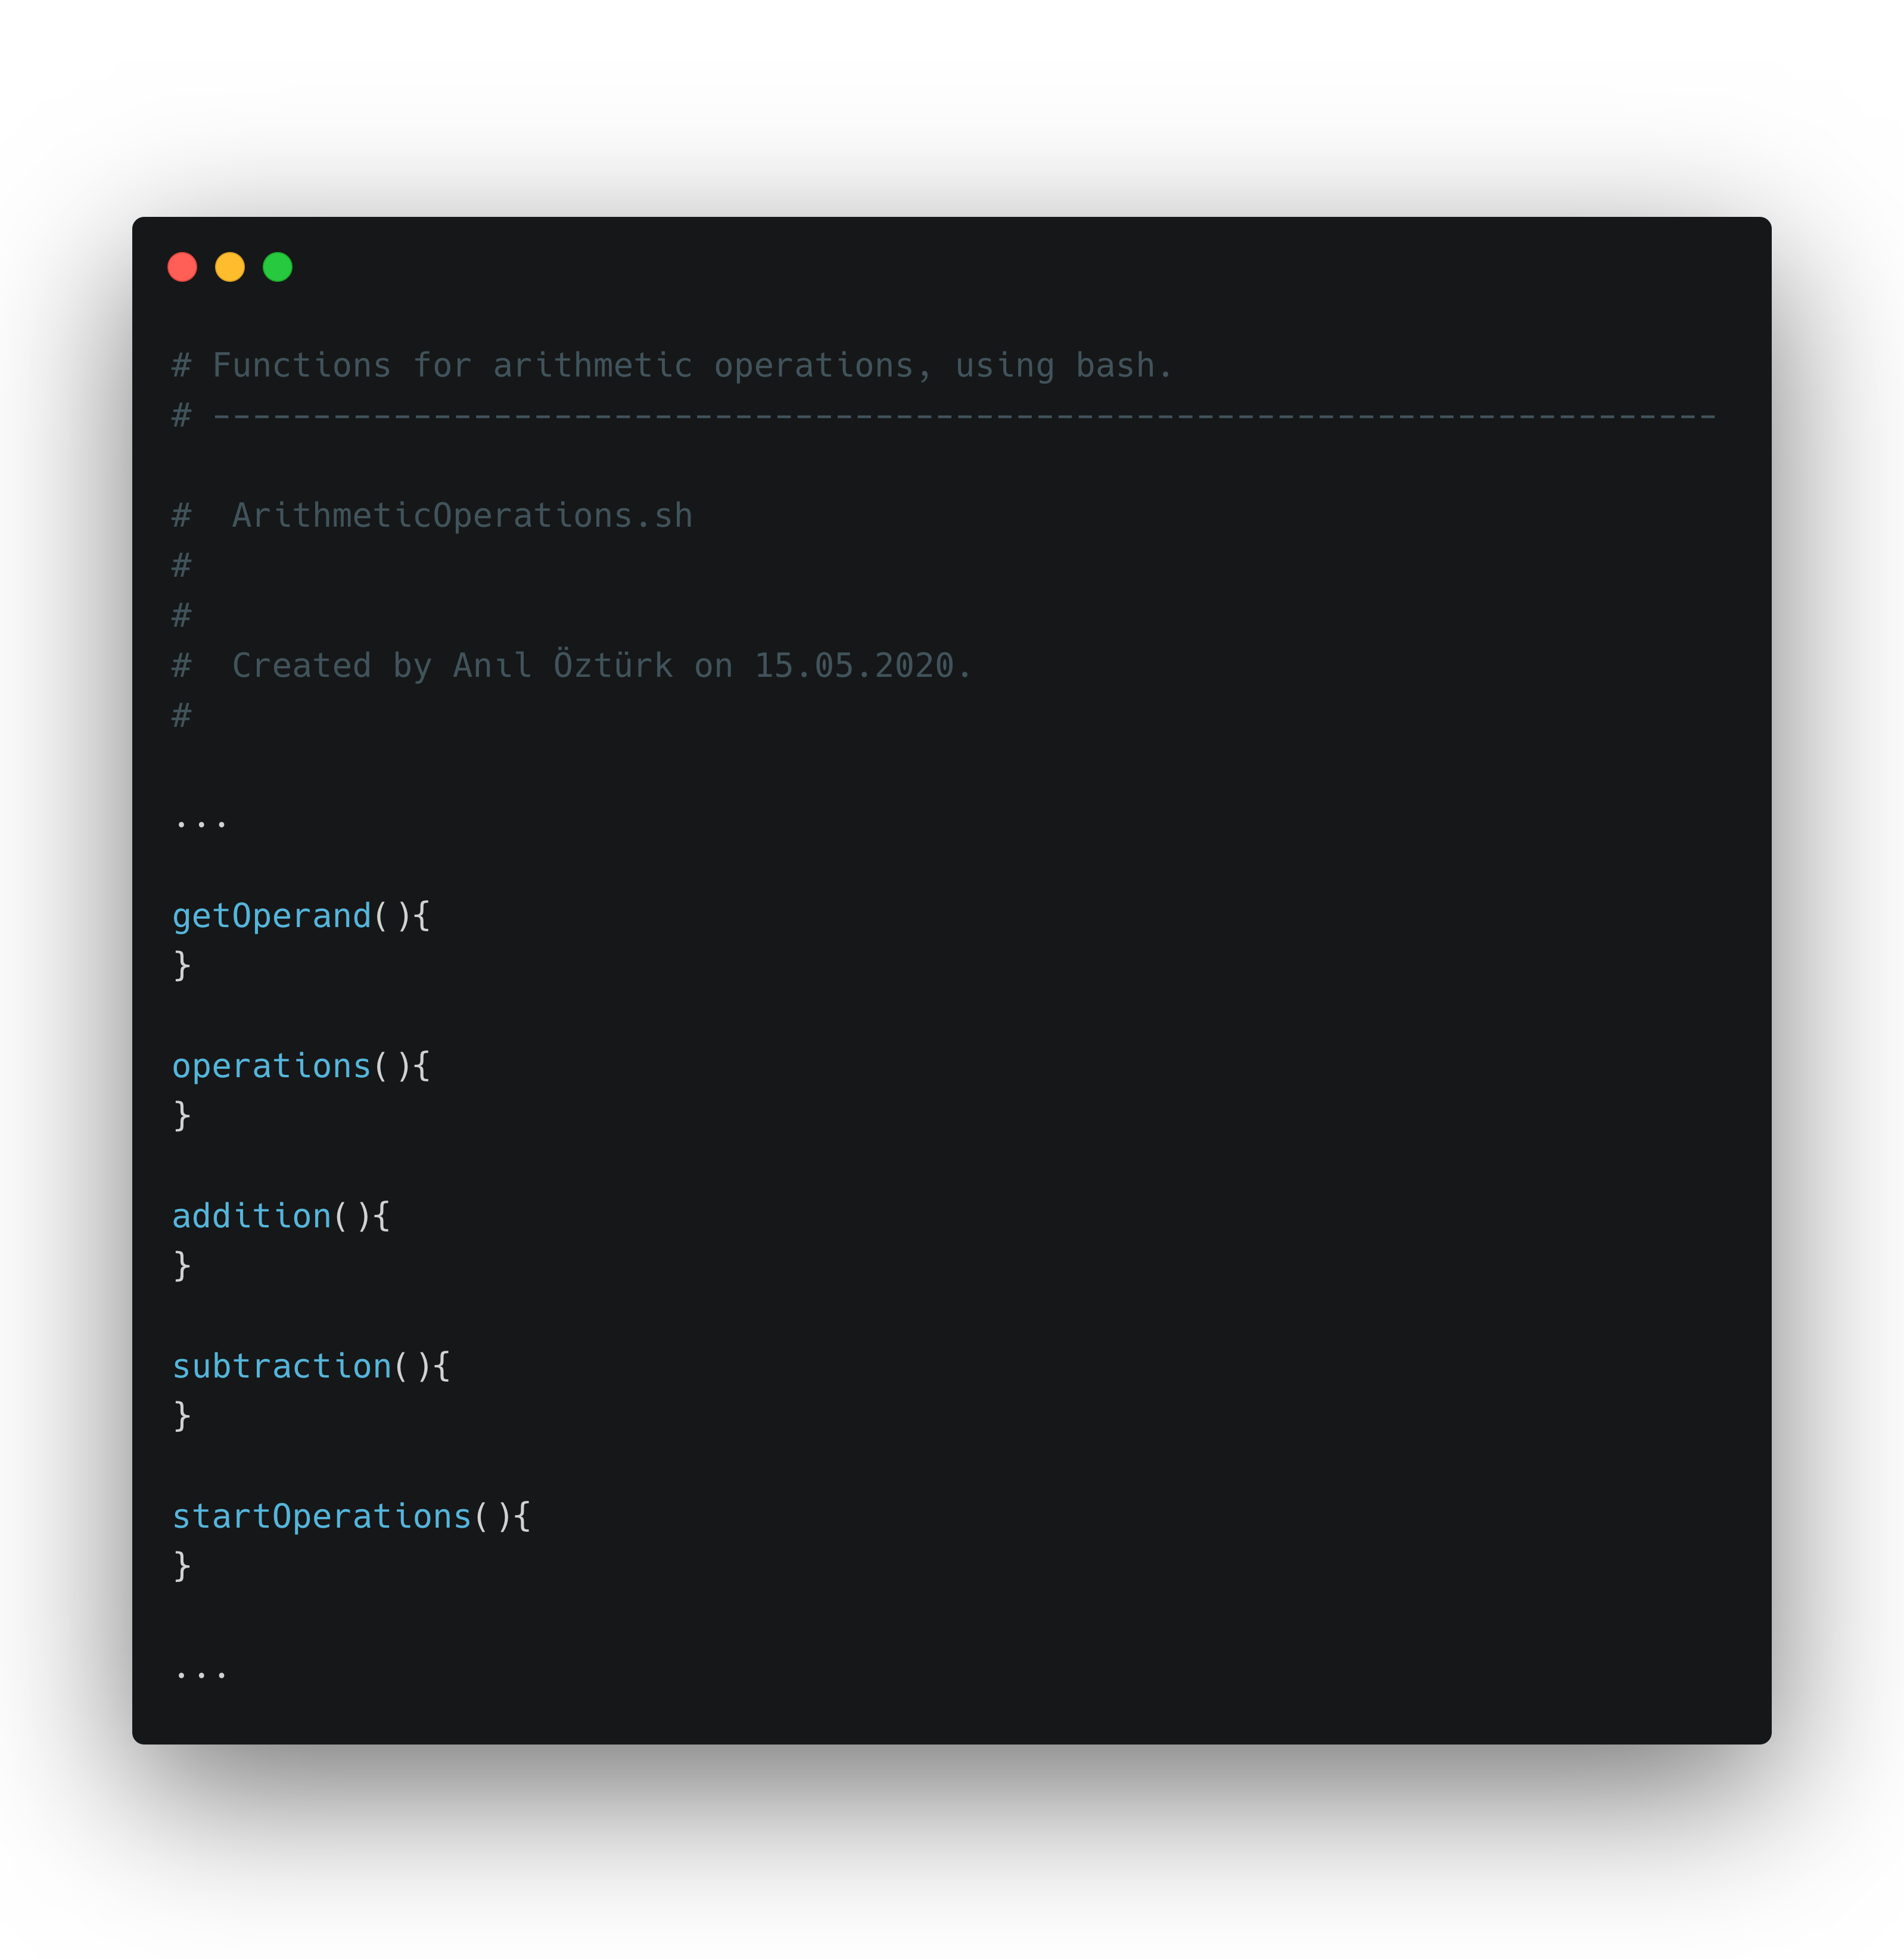 # Functions for arithmetic operations, using bash.
# ---------------------------------------------------------------------------
#  ArithmeticOperations.sh
#
#
#  Created by Anıl Öztürk on 15.05.2020.
#
...
getOperand(){
}
operations(){
}
addition(){
}
subtraction(){
}
startOperations(){
}
...